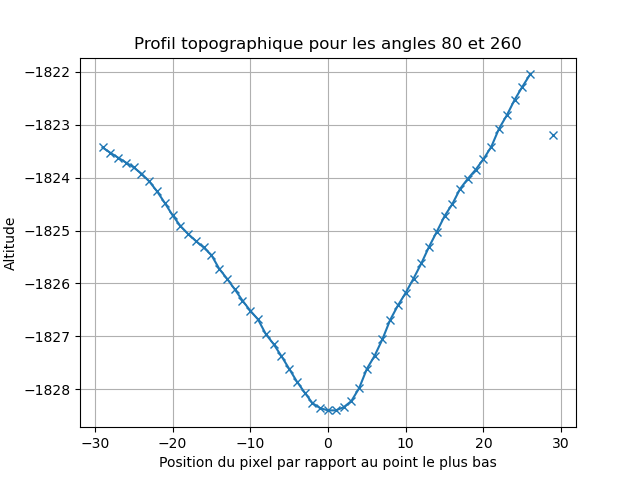 Profil topographique pour les angles 80 et 260
−1822
−1823
−1824
−1825
−1826
−1827
−1828
Altitude
−30 −20 −10 0 10 20 30
Position du pixel par rapport au point le plus bas